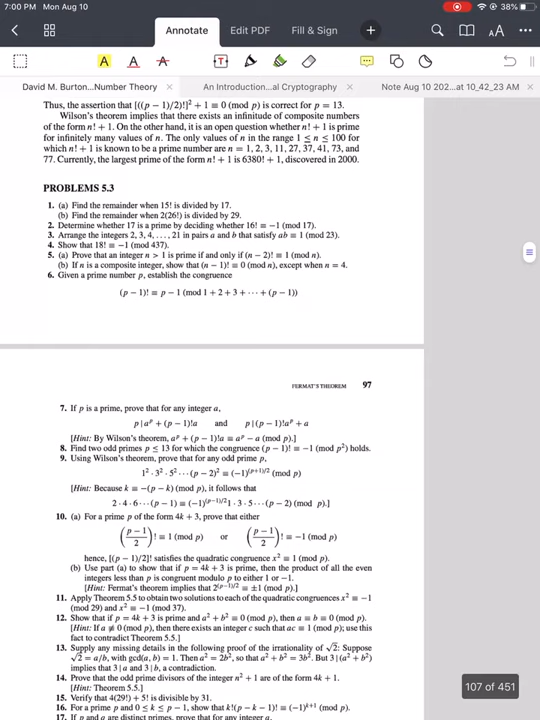 7:00 PM Mon Aug 10
38%
Annotate
Edit PDF
Fill & Sign
AA
A A A
T
David M. Burton...Number Theory
An Introduction...al Cryptography
Note Aug 10 202...at 10_42_23 AM
Thus, the assertion that [((p − 1)/2)!]² + 1 ≡ 0 (mod p) is correct for p = 13.
Wilson's theorem implies that there exists an infinitude of composite numbers
of the form n! + 1. On the other hand, it is an open question whether n! + 1 is prime
for infinitely many values of n. The only values of n in the range 1 ≤ n ≤ 100 for
which n! + 1 is known to be a prime number are n = 1, 2, 3, 11, 27, 37, 41, 73, and
77. Currently, the largest prime of the form n! + 1 is 6380! + 1, discovered in 2000.
PROBLEMS 5.3
1. (a) Find the remainder when 15! is divided by 17.
(b) Find the remainder when 2(26!) is divided by 29.
2. Determine whether 17 is a prime by deciding whether 16! ≡ −1 (mod 17).
3. Arrange the integers 2, 3, 4, . . . , 21 in pairs a and b that satisfy ab ≡ 1 (mod 23).
4. Show that 18! ≡ −1 (mod 437).
5. (a) Prove that an integer n > 1 is prime if and only if (n − 2)! ≡ 1 (mod n).
(b) If n is a composite integer, show that (n − 1)! ≡ 0 (mod n), except when n = 4.
6. Given a prime number p, establish the congruence
(p − 1)! ≡ p − 1 (mod 1 + 2 + 3 + · · · + (p − 1))
FERMAT'S THEOREM 97
7. If p is a prime, prove that for any integer a,
p | aᵖ + (p − 1)!a and p | (p − 1)!aᵖ + a
[Hint: By Wilson's theorem, aᵖ + (p − 1)!a ≡ aᵖ − a (mod p).]
8. Find two odd primes p ≤ 13 for which the congruence (p − 1)! ≡ −1 (mod p²) holds.
9. Using Wilson's theorem, prove that for any odd prime p,
1² · 3² · 5² · · · (p − 2)² ≡ (−1)^(p+1)/2 (mod p)
[Hint: Because k ≡ −(p − k) (mod p), it follows that
2 · 4 · 6 · · · (p − 1) ≡ (−1)^(p−1)/2 1 · 3 · 5 · · · (p − 2) (mod p).]
10. (a) For a prime p of the form 4k + 3, prove that either
((p − 1)/2)! ≡ 1 (mod p) or ((p − 1)/2)! ≡ −1 (mod p)
hence, [(p − 1)/2]! satisfies the quadratic congruence x² ≡ 1 (mod p).
(b) Use part (a) to show that if p = 4k + 3 is prime, then the product of all the even
integers less than p is congruent modulo p to either 1 or −1.
[Hint: Fermat's theorem implies that 2^(p−1)/2 ≡ ±1 (mod p).]
11. Apply Theorem 5.5 to obtain two solutions to each of the quadratic congruences x² ≡ −1
(mod 29) and x² ≡ −1 (mod 37).
12. Show that if p = 4k + 3 is prime and a² + b² ≡ 0 (mod p), then a ≡ b ≡ 0 (mod p).
[Hint: If a ≢ 0 (mod p), then there exists an integer c such that ac ≡ 1 (mod p); use this
fact to contradict Theorem 5.5.]
13. Supply any missing details in the following proof of the irrationality of √2: Suppose
√2 = a/b, with gcd(a, b) = 1. Then a² = 2b², so that a² + b² = 3b². But 3 | (a² + b²)
implies that 3 | a and 3 | b, a contradiction.
14. Prove that the odd prime divisors of the integer n² + 1 are of the form 4k + 1.
[Hint: Theorem 5.5.]
15. Verify that 4(29!) + 5! is divisible by 31.
16. For a prime p and 0 ≤ k ≤ p − 1, show that k!(p − k − 1)! ≡ (−1)^k+1 (mod p).
17. If p and q are distinct primes, prove that for any integer a,
107 of 451